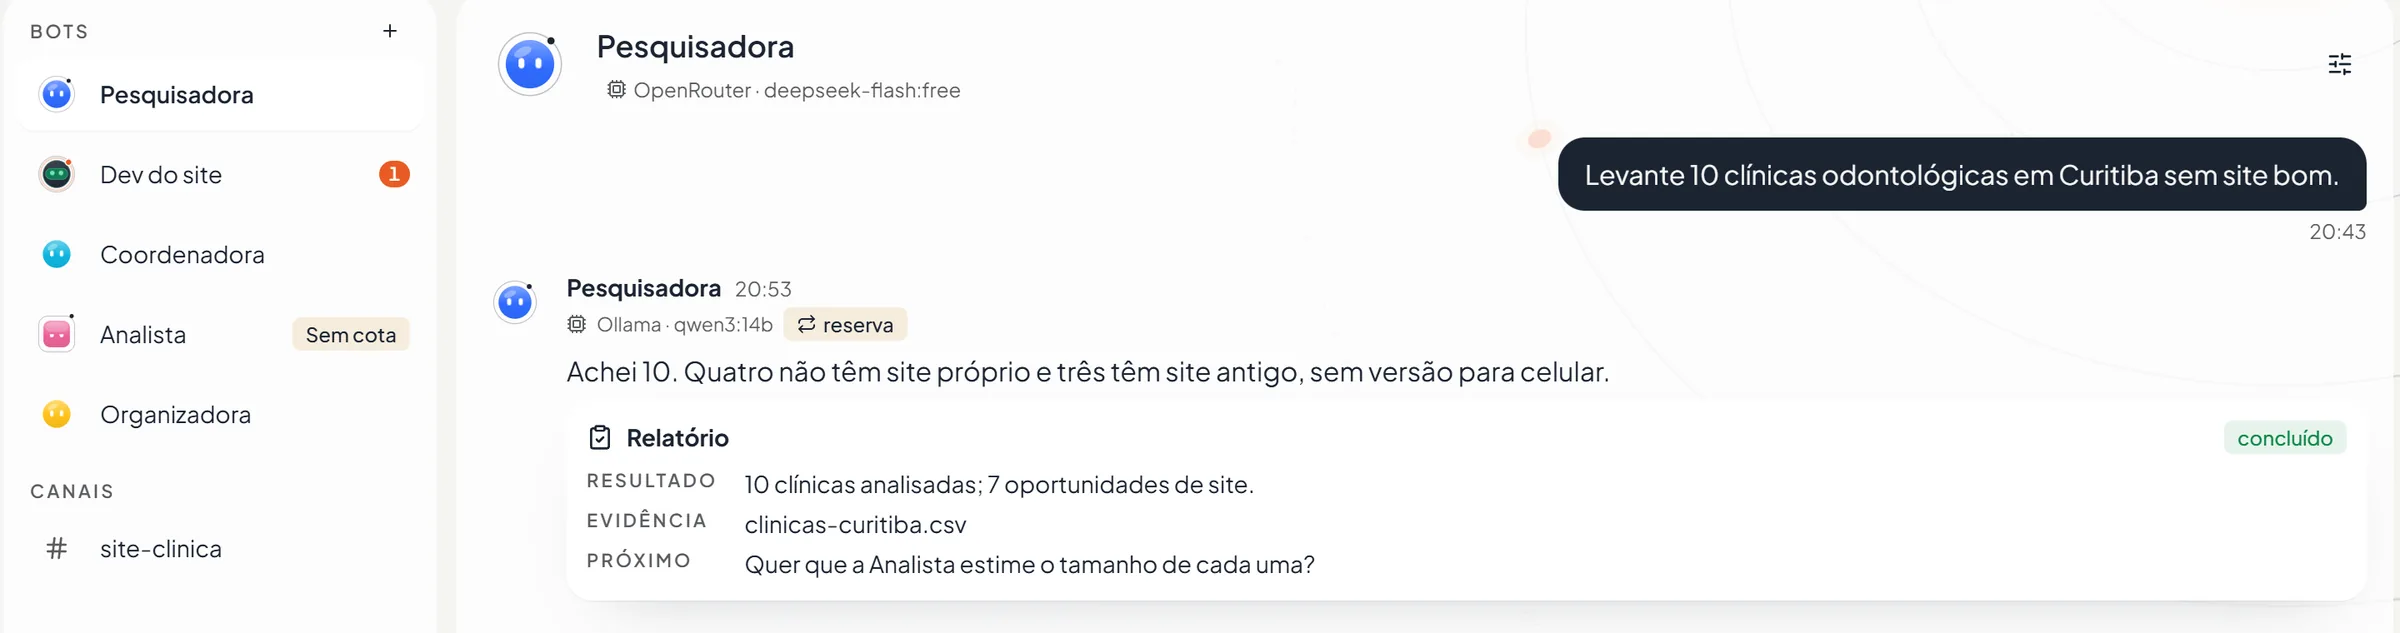 BOTS
+
Pesquisadora
Dev do site
1
Coordenadora
Analista
Sem cota
Organizadora
CANAIS
# site-clinica
Pesquisadora
OpenRouter · deepseek-flash:free
Levante 10 clínicas odontológicas em Curitiba sem site bom.
20:43
Pesquisadora 20:53
Ollama · qwen3:14b reserva
Achei 10. Quatro não têm site próprio e três têm site antigo, sem versão para celular.
Relatório
concluído
RESULTADO 10 clínicas analisadas; 7 oportunidades de site.
EVIDÊNCIA clinicas-curitiba.csv
PRÓXIMO Quer que a Analista estime o tamanho de cada uma?